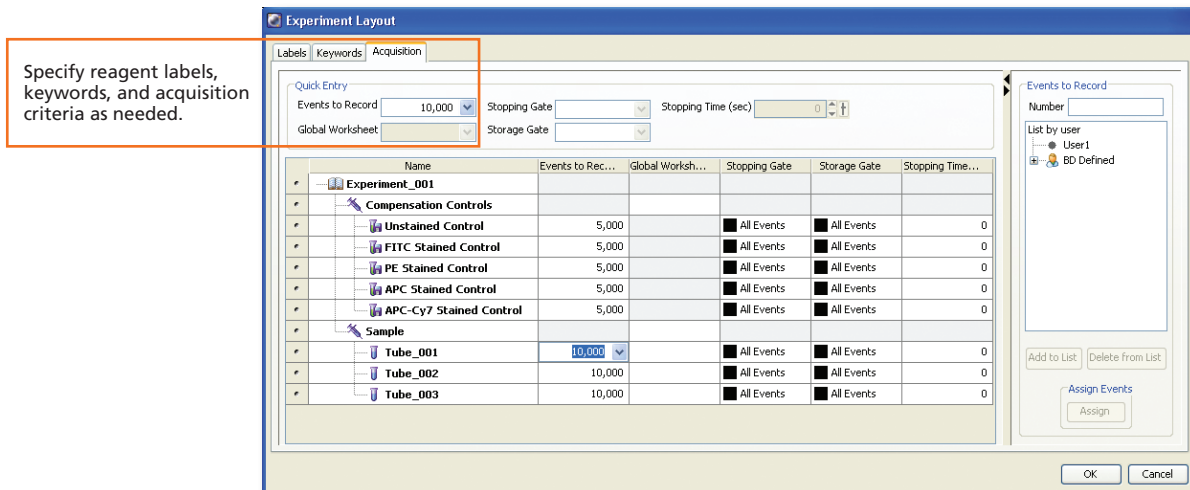 Experiment Layout
Specify reagent labels,
keywords, and acquisition
criteria as needed.
Labels Keywords Acquisition
Quick Entry
Events to Record 10,000 Stopping Gate Stopping Time (sec) 0
Global Worksheet Storage Gate
Name Events to Rec... Global Worksh... Stopping Gate Storage Gate Stopping Time...
Experiment_001
Compensation Controls
Unstained Control 5,000 All Events All Events 0
FITC Stained Control 5,000 All Events All Events 0
PE Stained Control 5,000 All Events All Events 0
APC Stained Control 5,000 All Events All Events 0
APC-Cy7 Stained Control 5,000 All Events All Events 0
Sample
Tube_001 10,000 All Events All Events 0
Tube_002 10,000 All Events All Events 0
Tube_003 10,000 All Events All Events 0
Events to Record
Number
List by user
User1
BD Defined
Add to List Delete from List
Assign Events
Assign
OK Cancel